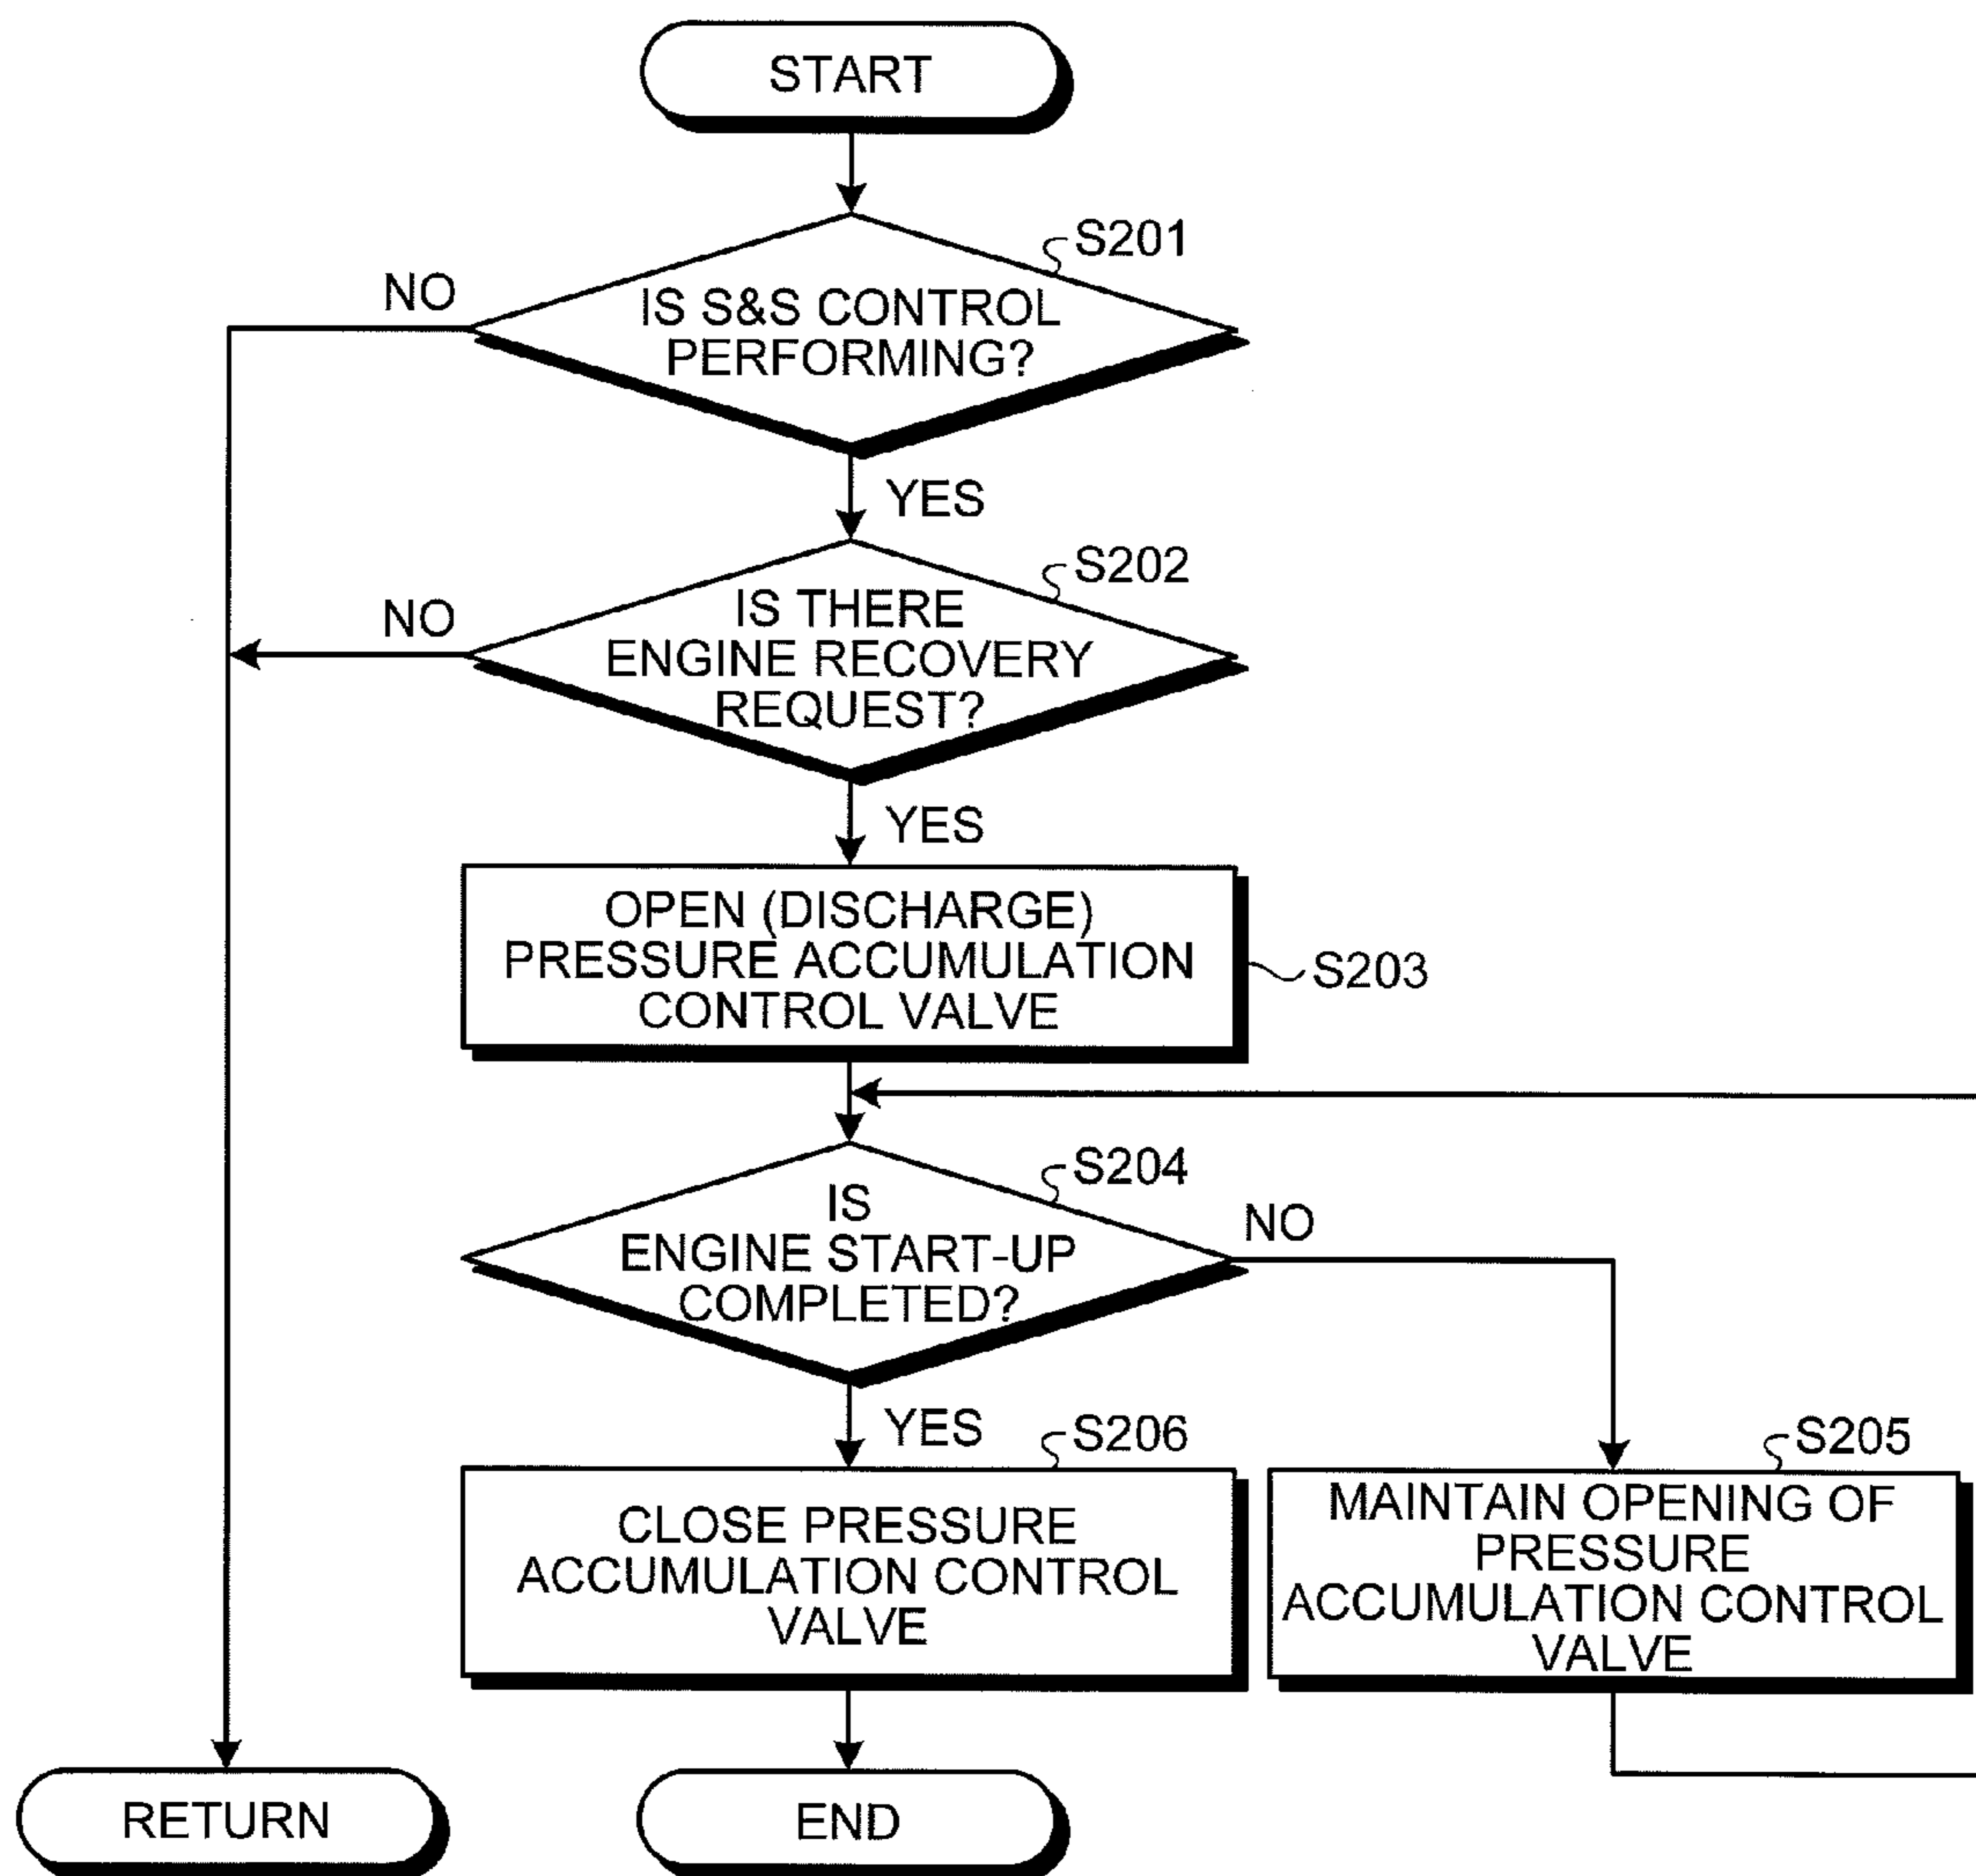 START
S201
NO
IS S&S CONTROL
PERFORMING?
YES
S202
NO
IS THERE
ENGINE RECOVERY
REQUEST?
YES
OPEN (DISCHARGE)
PRESSURE ACCUMULATION
CONTROL VALVE
S203
S204
IS
ENGINE START-UP
COMPLETED?
NO
YES
S206
CLOSE PRESSURE
ACCUMULATION CONTROL
VALVE
S205
MAINTAIN OPENING OF
PRESSURE
ACCUMULATION CONTROL
VALVE
RETURN
END